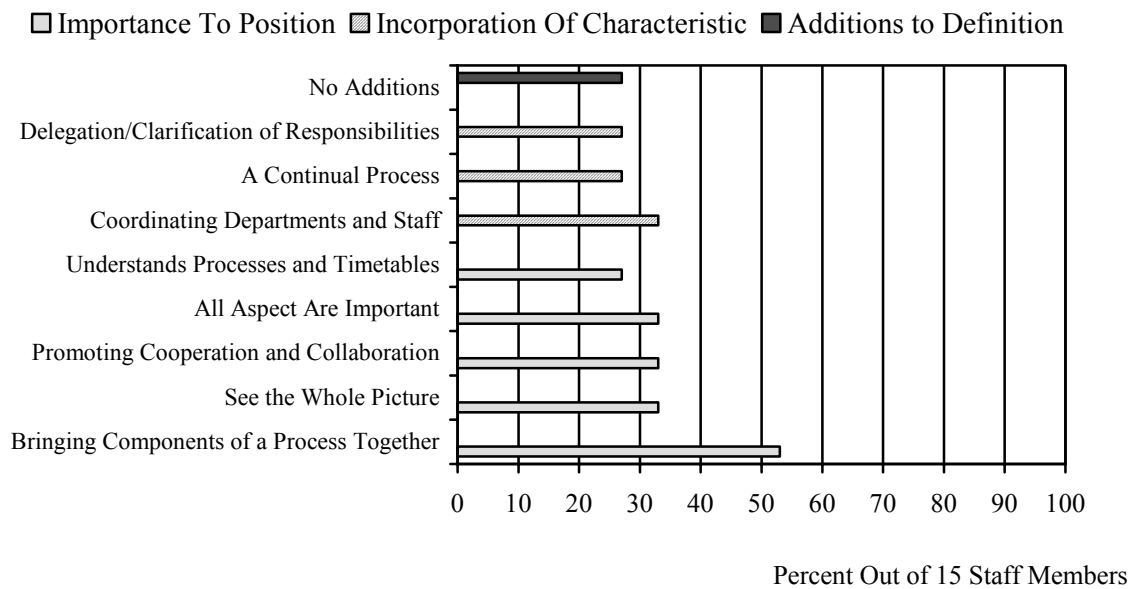 Importance To Position Incorporation Of Characteristic Additions to Definition
No Additions
Delegation/Clarification of Responsibilities
A Continual Process
Coordinating Departments and Staff
Understands Processes and Timetables
All Aspect Are Important
Promoting Cooperation and Collaboration
See the Whole Picture
Bringing Components of a Process Together
0 10 20 30 40 50 60 70 80 90 100
Percent Out of 15 Staff Members